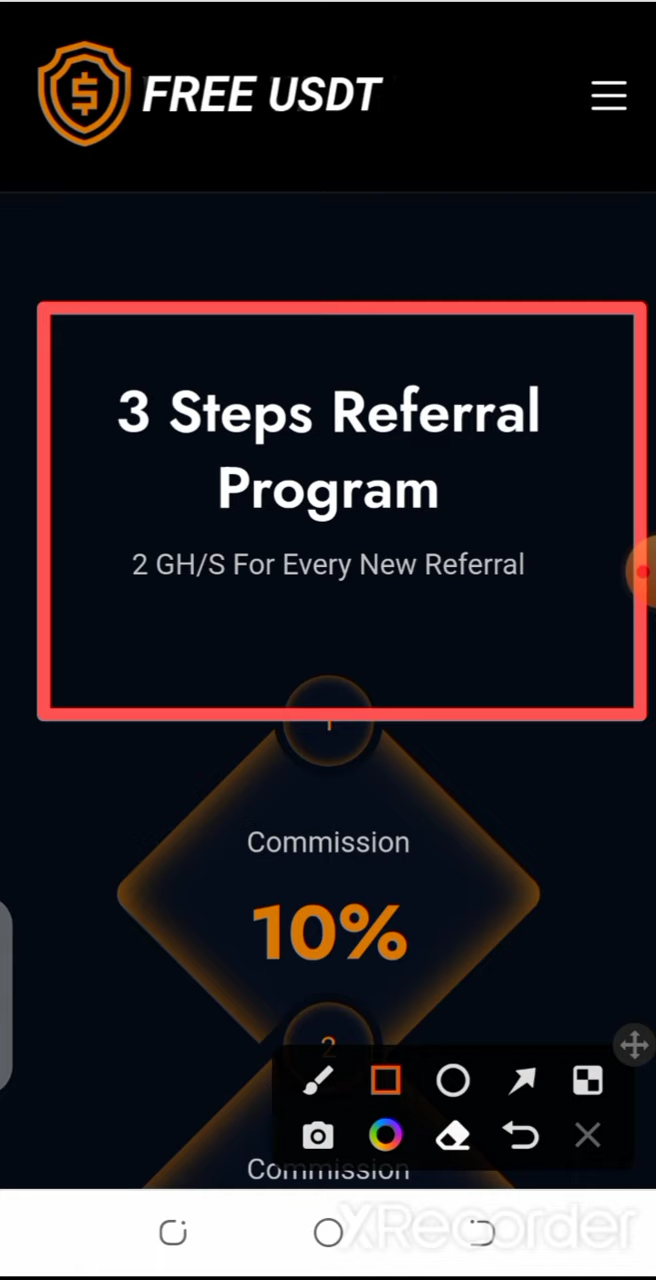 FREE USDT
3 Steps Referral
Program
2 GH/S For Every New Referral
1
Commission
10%
2
Commission
XRecorder